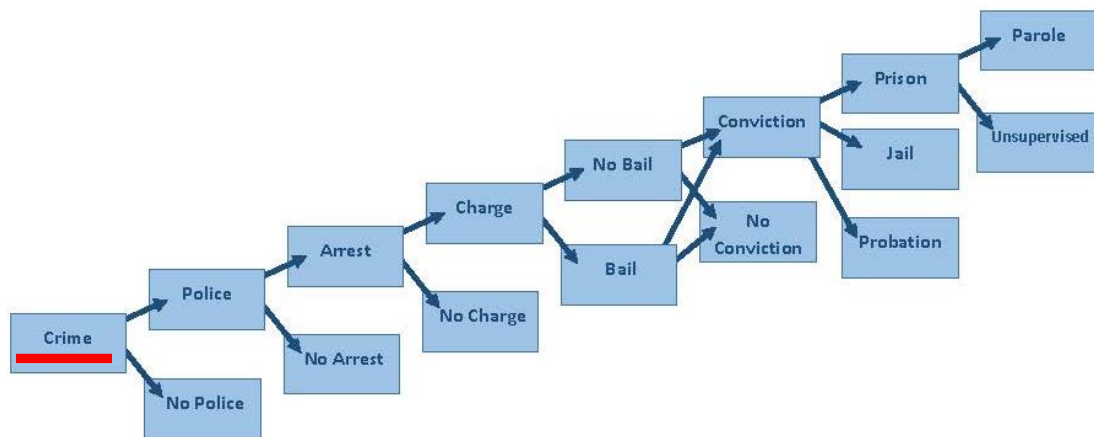 Crime
Police
No Police
Arrest
No Arrest
Charge
No Charge
No Bail
Bail
Conviction
No
Conviction
Prison
Jail
Probation
Parole
Unsupervised